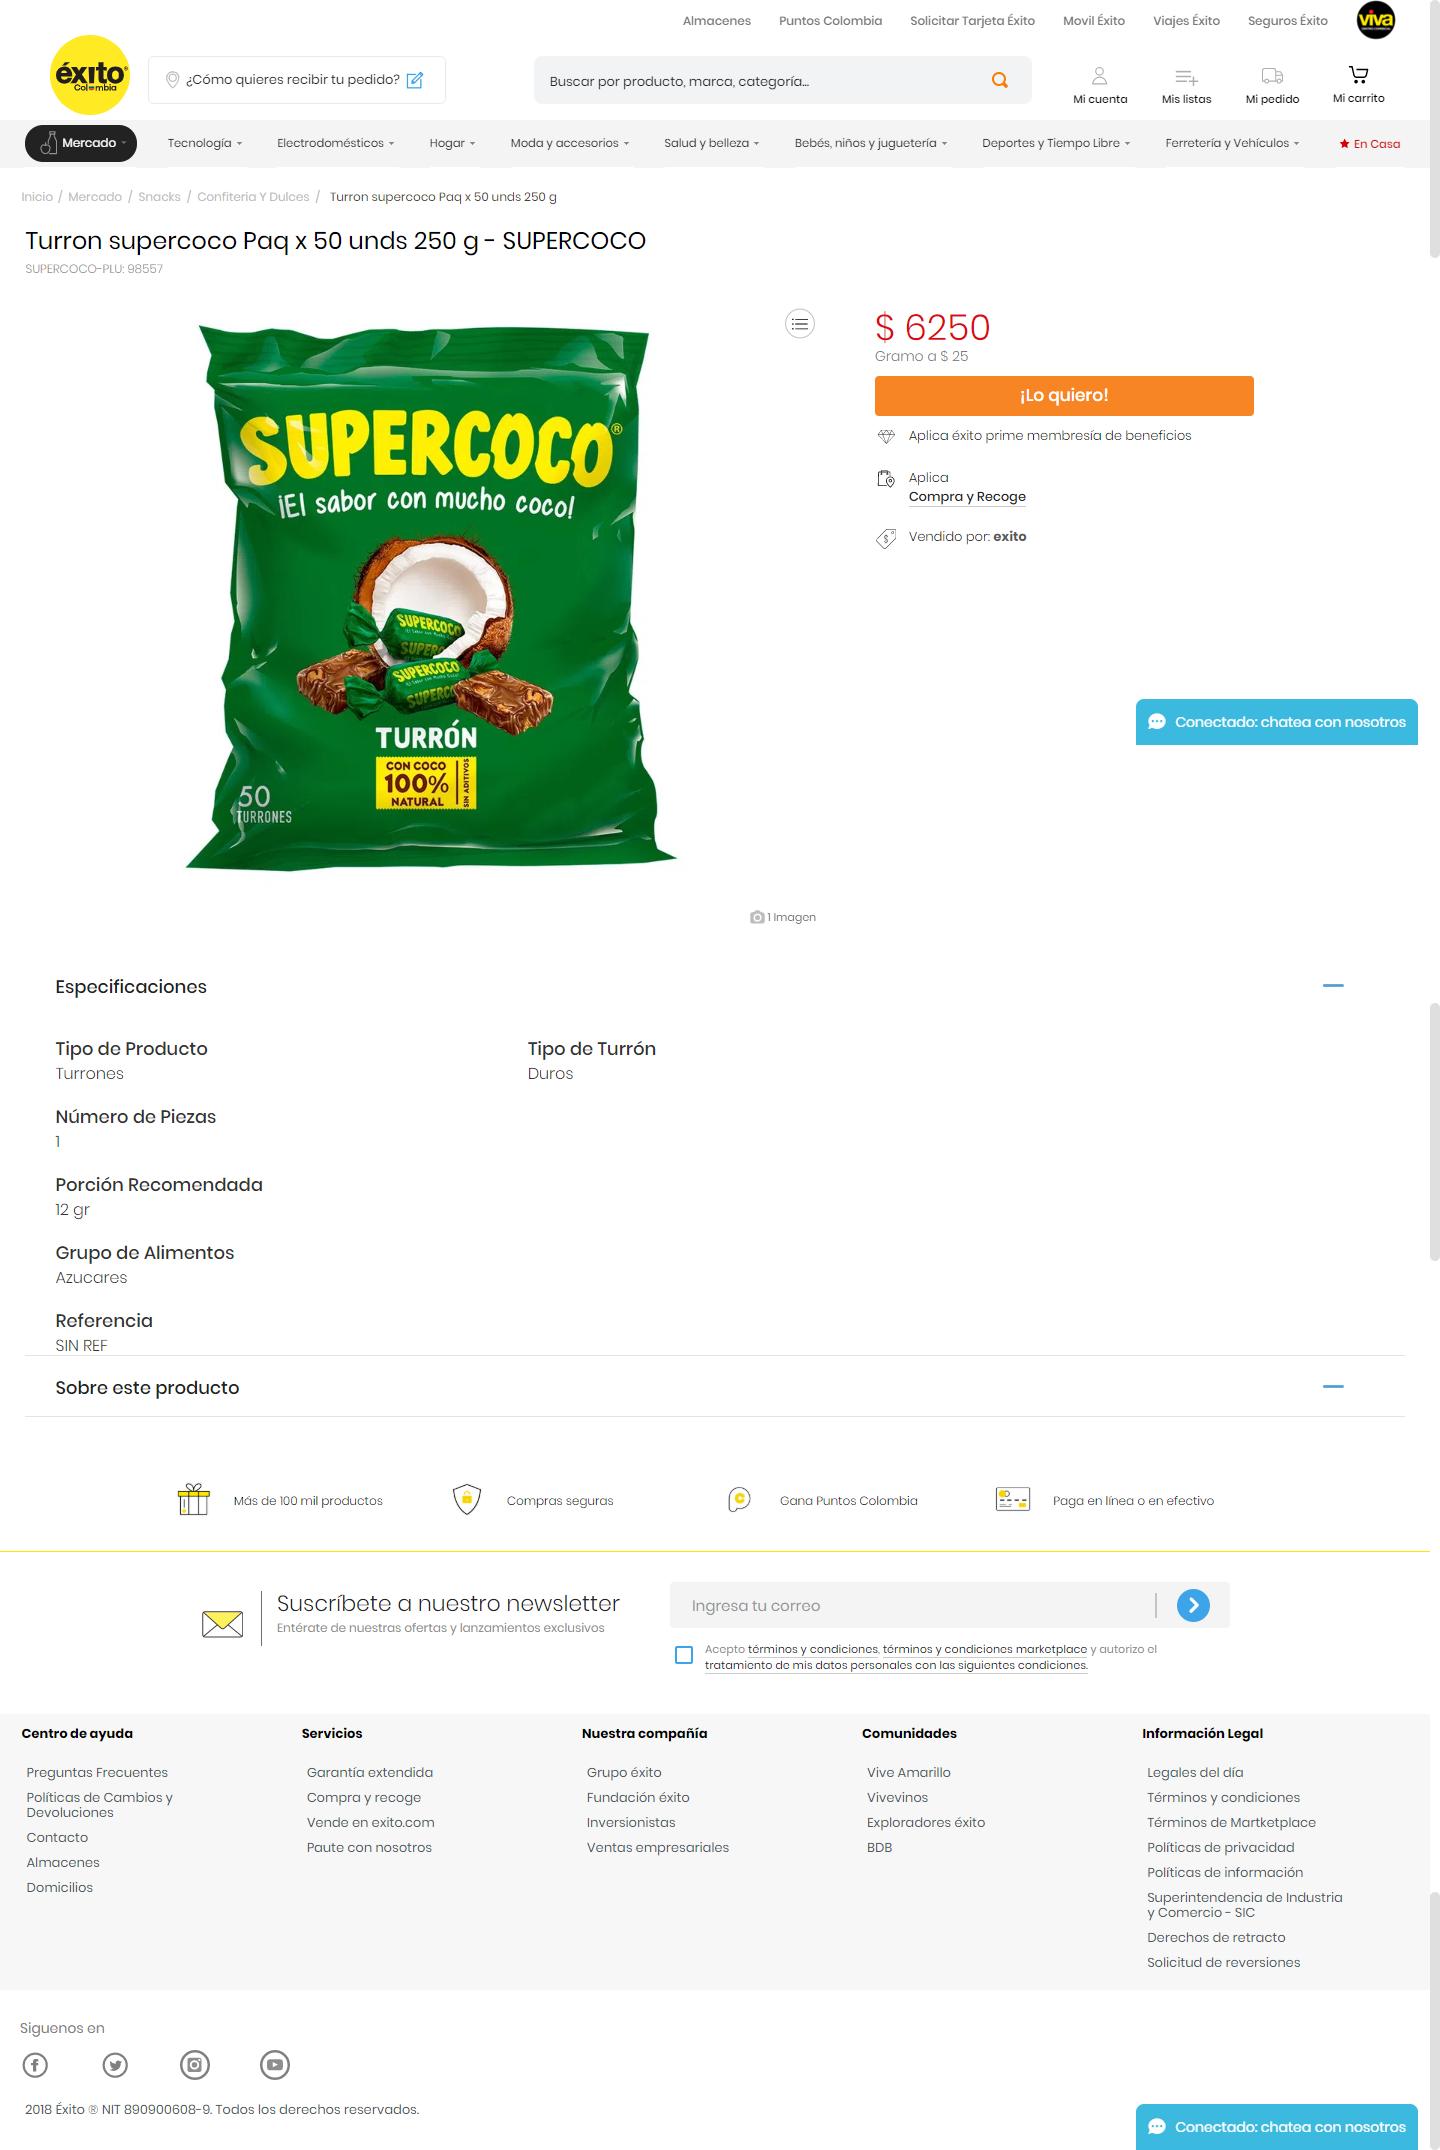 Almacenes Puntos Colombia Solicitar Tarjeta Éxito Movil Éxito Viajes Éxito Seguros Éxito viva
éxito
Colombia
¿Cómo quieres recibir tu pedido?
Buscar por producto, marca, categoría...
Mi cuenta Mis listas Mi pedido Mi carrito
Mercado Tecnología Electrodomésticos Hogar Moda y accesorios Salud y belleza Bebés, niños y juguetería Deportes y Tiempo Libre Ferretería y Vehículos En Casa
Inicio / Mercado / Snacks / Confiteria Y Dulces / Turron supercoco Paq x 50 unds 250 g
Turron supercoco Paq x 50 unds 250 g - SUPERCOCO
SUPERCOCO-PLU: 98557
SUPERCOCO®
¡El sabor con mucho coco!
SUPERCOCO
SUPERCO
SUPERCOCO
SUPERCO
TURRÓN
CON COCO
100%
NATURAL
SIN ADITIVOS
50
TURRONES
1 Imagen
$ 6250
Gramo a $ 25
¡Lo quiero!
Aplica éxito prime membresía de beneficios
Aplica
Compra y Recoge
Vendido por: exito
Conectado: chatea con nosotros
Especificaciones
Tipo de Producto
Turrones
Tipo de Turrón
Duros
Número de Piezas
1
Porción Recomendada
12 gr
Grupo de Alimentos
Azucares
Referencia
SIN REF
Sobre este producto
Más de 100 mil productos Compras seguras Gana Puntos Colombia Paga en línea o en efectivo
Suscríbete a nuestro newsletter
Entérate de nuestras ofertas y lanzamientos exclusivos
Ingresa tu correo
Acepto términos y condiciones, términos y condiciones marketplace y autorizo el
tratamiento de mis datos personales con las siguientes condiciones.
Centro de ayuda
Preguntas Frecuentes
Políticas de Cambios y
Devoluciones
Contacto
Almacenes
Domicilios
Servicios
Garantía extendida
Compra y recoge
Vende en exito.com
Paute con nosotros
Nuestra compañía
Grupo éxito
Fundación éxito
Inversionistas
Ventas empresariales
Comunidades
Vive Amarillo
Vivevinos
Exploradores éxito
BDB
Información Legal
Legales del día
Términos y condiciones
Términos de Martketplace
Políticas de privacidad
Políticas de información
Superintendencia de Industria
y Comercio - SIC
Derechos de retracto
Solicitud de reversiones
Siguenos en
2018 Éxito ® NIT 890900608-9. Todos los derechos reservados.
Conectado: chatea con nosotros